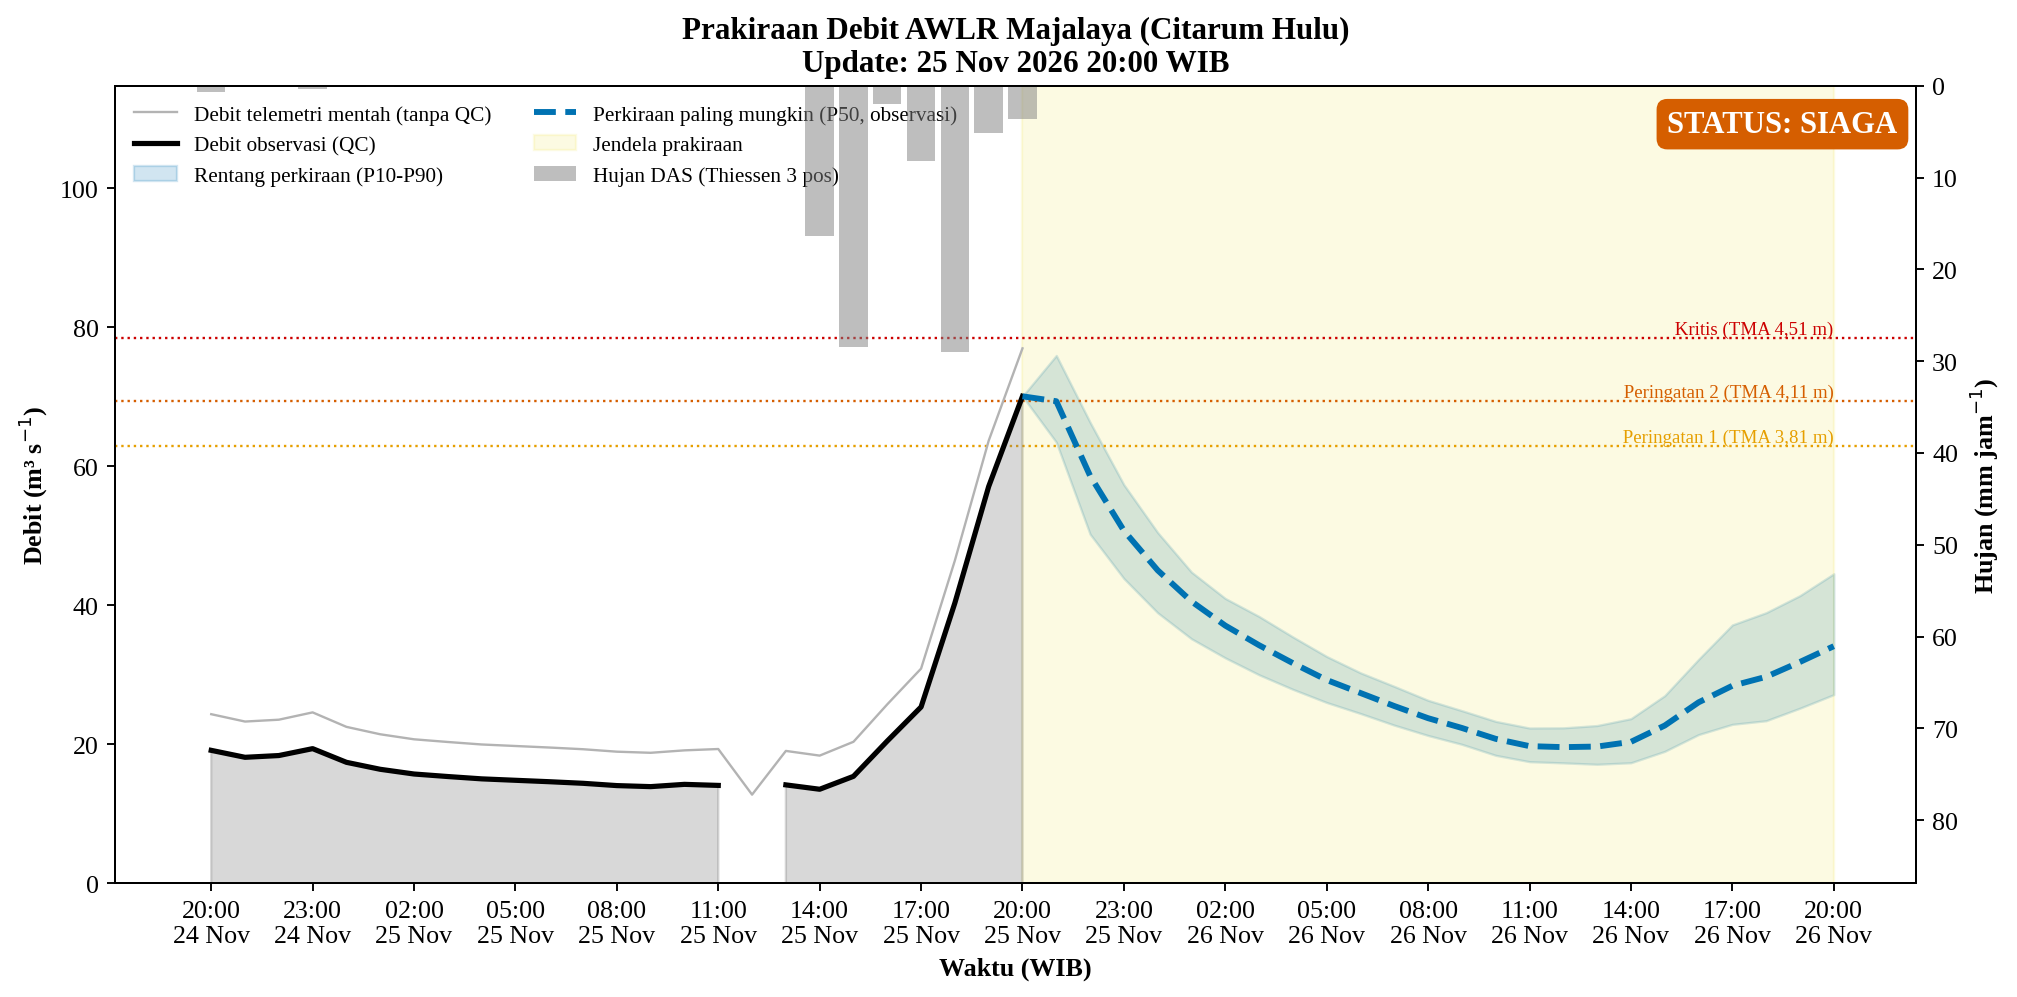 Prakiraan Debit AWLR Majalaya (Citarum Hulu)
Update: 25 Nov 2026 20:00 WIB
Debit telemetri mentah (tanpa QC)
Debit observasi (QC)
Rentang perkiraan (P10-P90)
Perkiraan paling mungkin (P50, observasi)
Jendela prakiraan
Hujan DAS (Thiessen 3 pos)
STATUS: SIAGA
Kritis (TMA 4,51 m)
Peringatan 2 (TMA 4,11 m)
Peringatan 1 (TMA 3,81 m)
Debit (m³ s⁻¹)
100
80
60
40
20
0
Hujan (mm jam⁻¹)
0
10
20
30
40
50
60
70
80
20:00 23:00 02:00 05:00 08:00 11:00 14:00 17:00 20:00 23:00 02:00 05:00 08:00 11:00 14:00 17:00 20:00
24 Nov 24 Nov 25 Nov 25 Nov 25 Nov 25 Nov 25 Nov 25 Nov 25 Nov 25 Nov 26 Nov 26 Nov 26 Nov 26 Nov 26 Nov 26 Nov 26 Nov
Waktu (WIB)